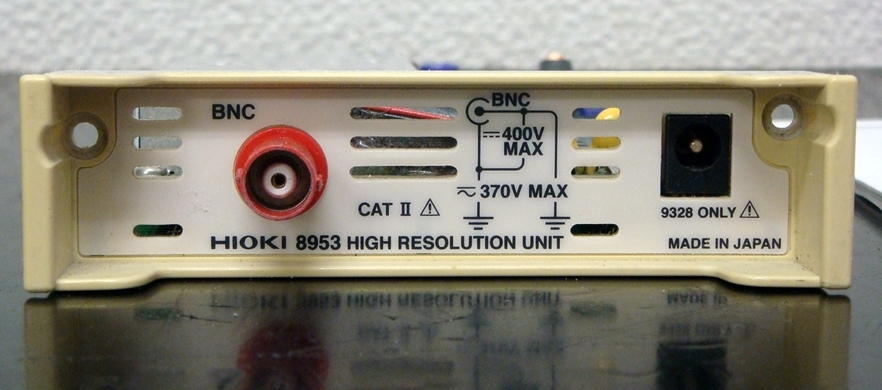 BNC
BNC
400V
MAX
370V MAX
CAT II
9328 ONLY
HIOKI 8953 HIGH RESOLUTION UNIT
MADE IN JAPAN